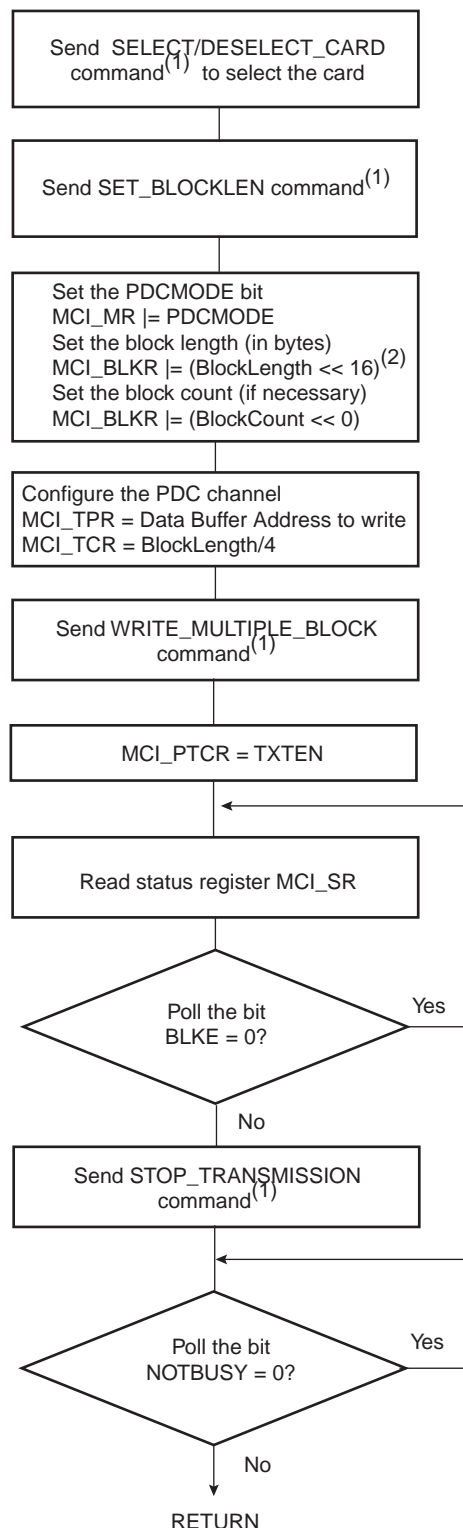 Send SELECT/DESELECT_CARD
command(1) to select the card
Send SET_BLOCKLEN command(1)
Set the PDCMODE bit
MCI_MR |= PDCMODE
Set the block length (in bytes)
MCI_BLKR |= (BlockLength << 16)(2)
Set the block count (if necessary)
MCI_BLKR |= (BlockCount << 0)
Configure the PDC channel
MCI_TPR = Data Buffer Address to write
MCI_TCR = BlockLength/4
Send WRITE_MULTIPLE_BLOCK
command(1)
MCI_PTCR = TXTEN
Read status register MCI_SR
Poll the bit
BLKE = 0?
Yes
No
Send STOP_TRANSMISSION
command(1)
Poll the bit
NOTBUSY = 0?
Yes
No
RETURN